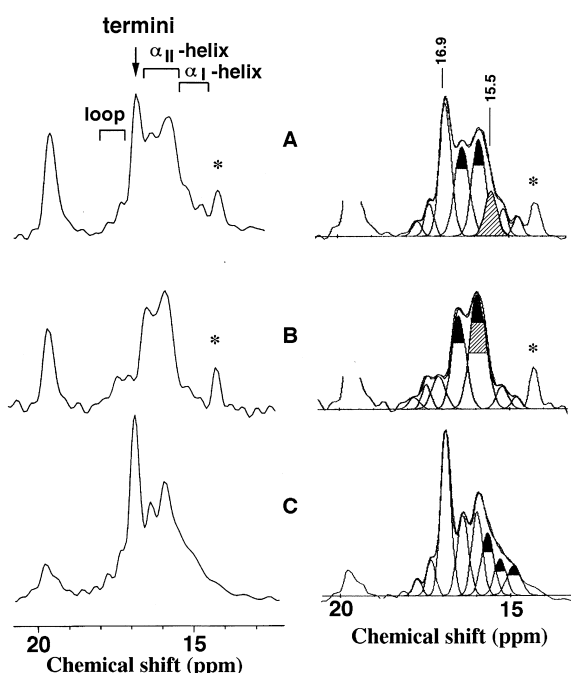 termini
αII-helix
αI-helix
loop
*
A
16.9
15.5
*
*
B
*
C
20 15
Chemical shift (ppm)
20 15
Chemical shift (ppm)